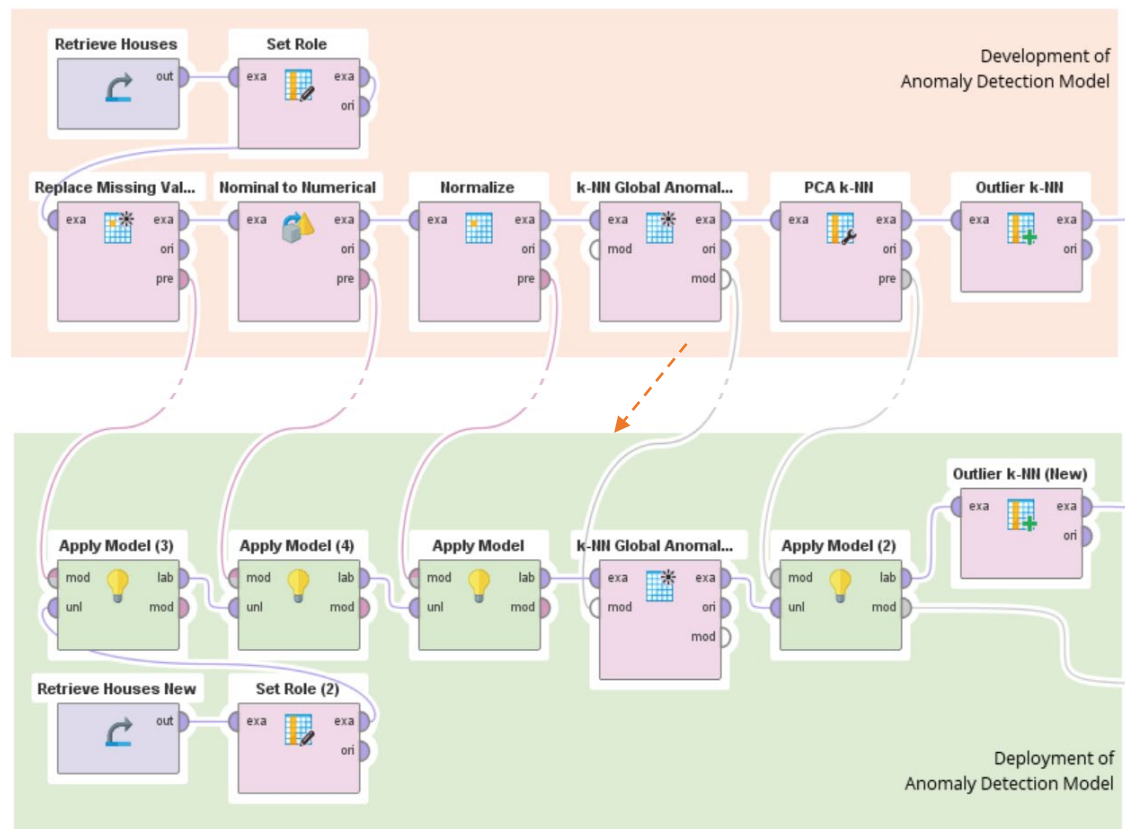 Retrieve Houses
out
Set Role
exa exa
ori
Development of
Anomaly Detection Model
Replace Missing Val...
exa exa
ori
pre
Nominal to Numerical
exa exa
ori
pre
Normalize
exa exa
ori
pre
k-NN Global Anomal...
exa exa
mod ori
mod
PCA k-NN
exa exa
ori
pre
Outlier k-NN
exa exa
ori
Outlier k-NN (New)
exa exa
ori
Apply Model (3)
mod lab
unl mod
Apply Model (4)
mod lab
unl mod
Apply Model
mod lab
unl mod
k-NN Global Anomal...
exa exa
mod ori
mod
Apply Model (2)
mod lab
unl mod
Retrieve Houses New
out
Set Role (2)
exa exa
ori
Deployment of
Anomaly Detection Model